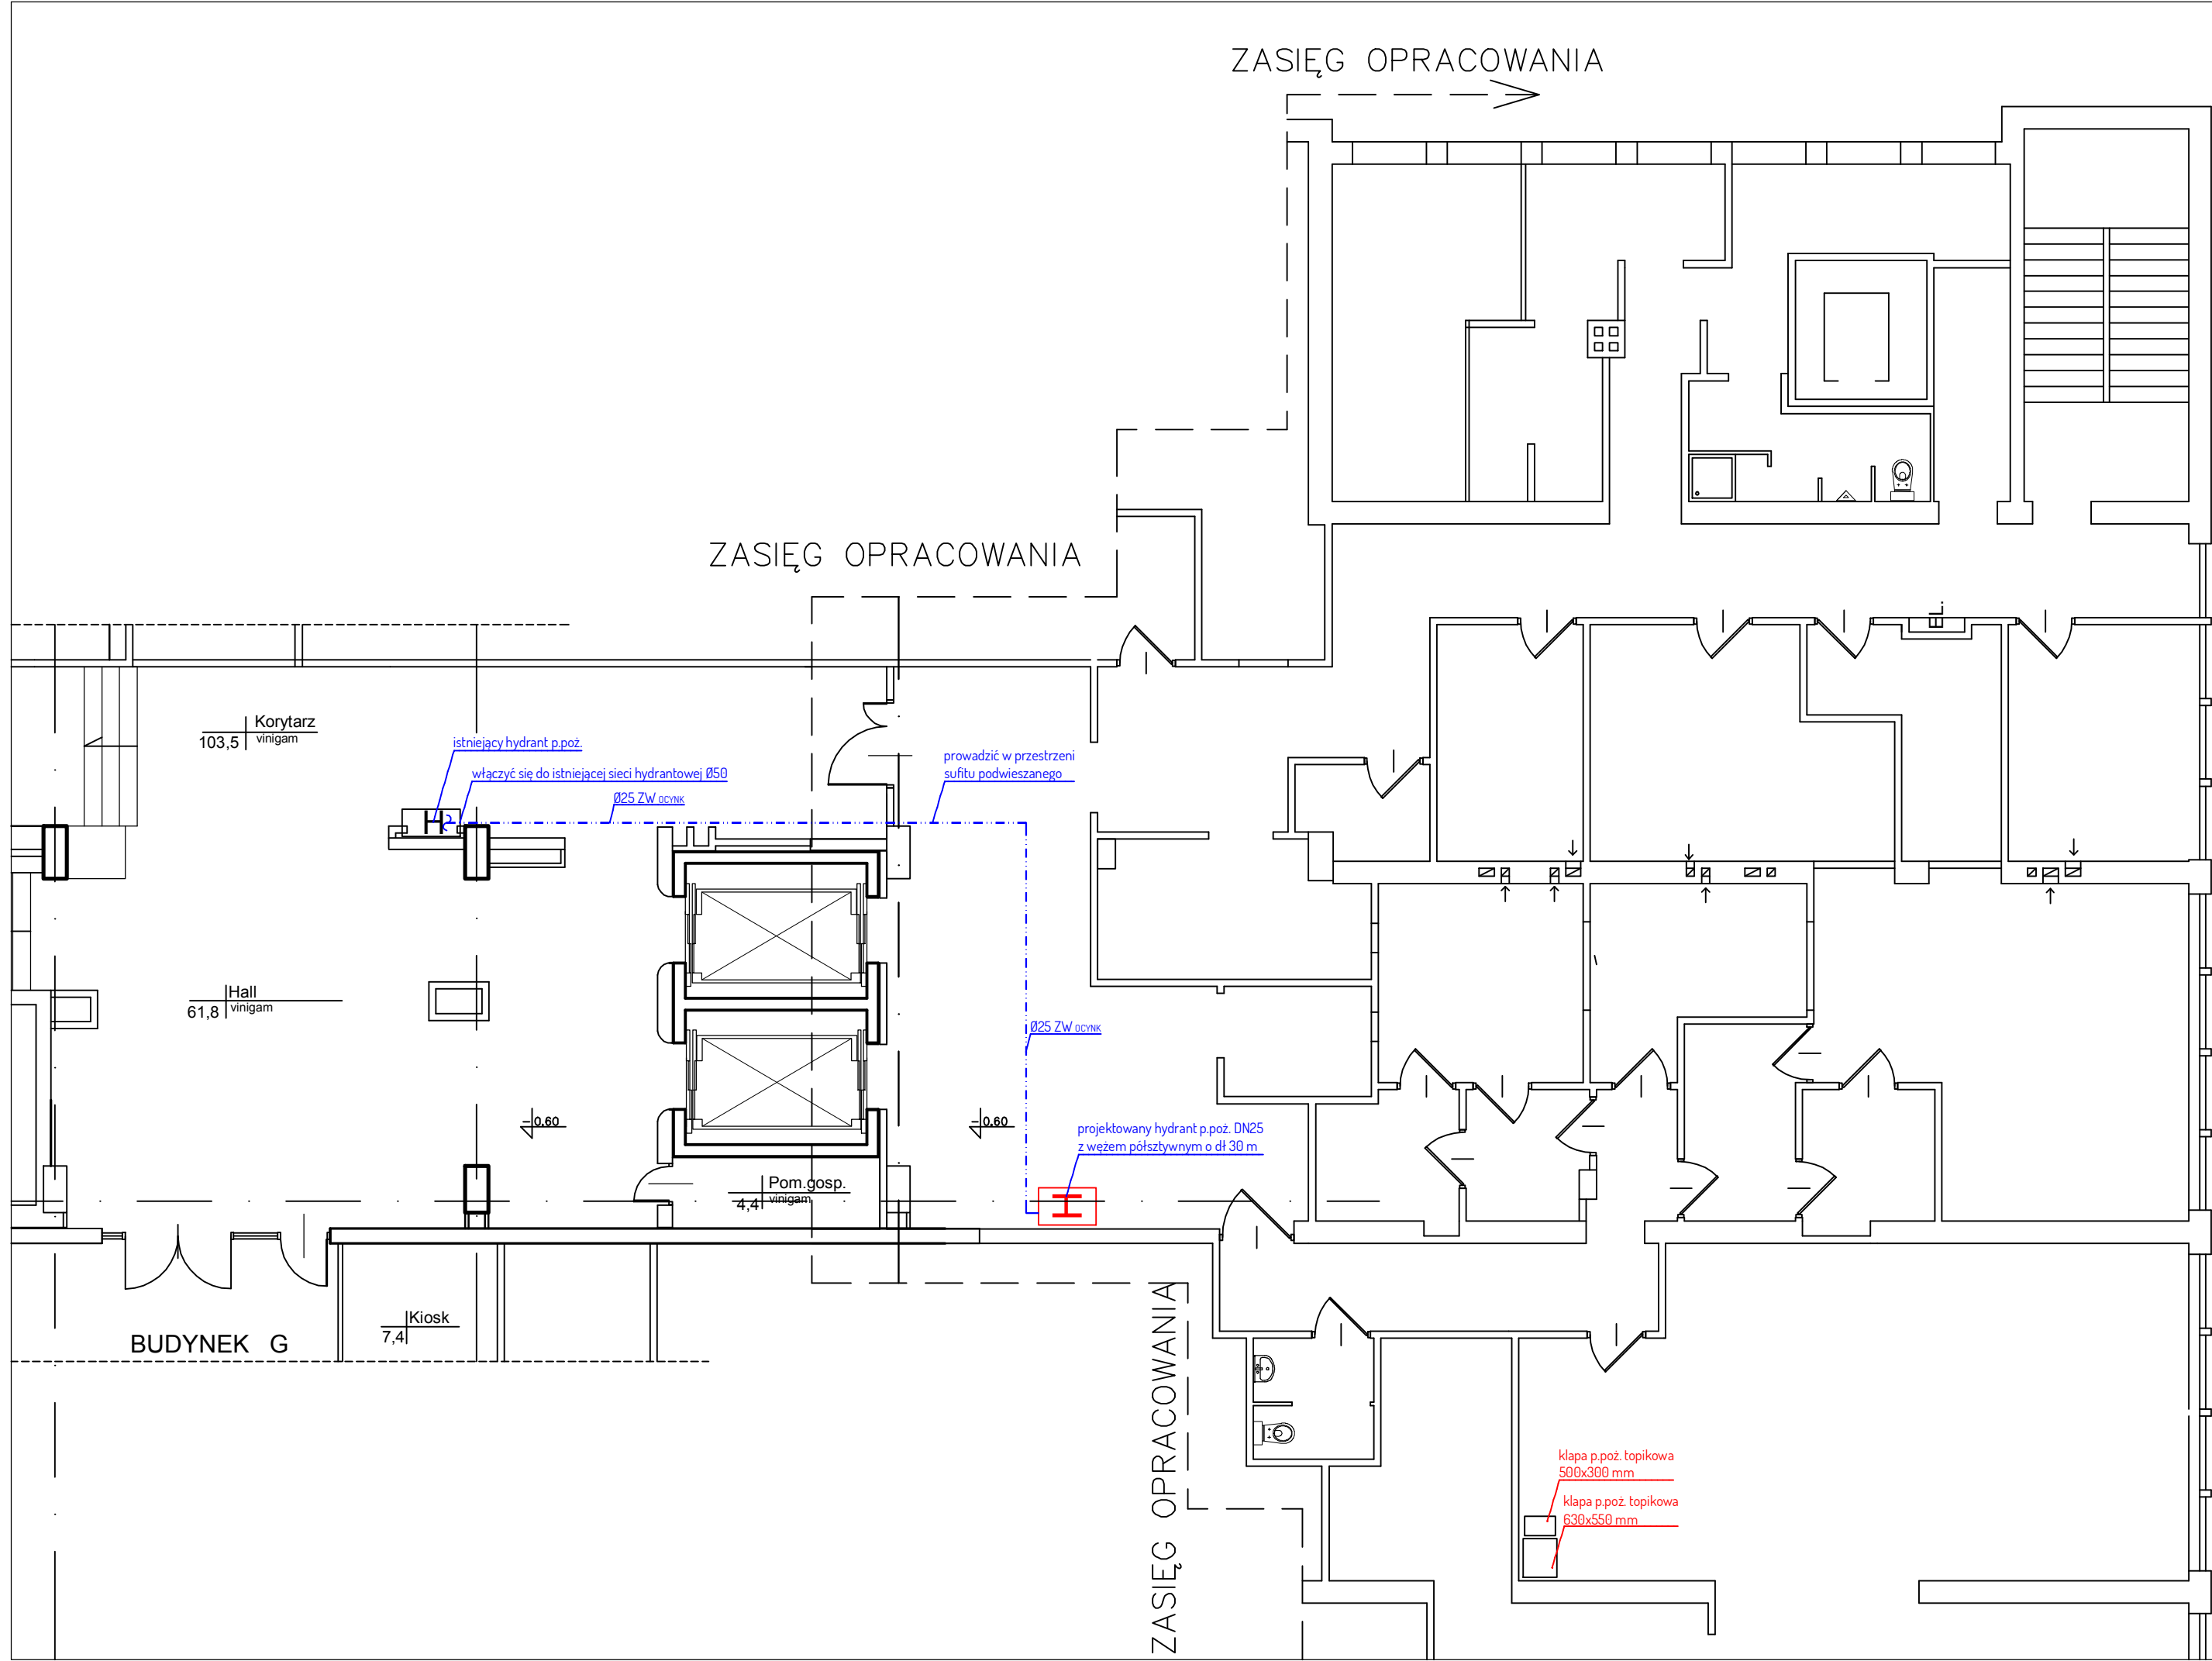 ZASIĘG OPRACOWANIA
ZASIĘG OPRACOWANIA
Korytarz
103,5
vinigam
istniejący hydrant p.poż.
włączyć się do istniejącej sieci hydrantowej Ø50
Ø25 ZW OCYNK
prowadzić w przestrzeni
sufitu podwieszanego
H
Hall
61,8
vinigam
Ø25 ZW OCYNK
-0.60
-0.60
projektowany hydrant p.poż. DN25
z wężem półsztywnym o dł 30 m
H
Pom.gosp.
4,4
vinigam
Kiosk
7,4
BUDYNEK G
ZASIĘG OPRACOWANIA
klapa p.poż. topikowa
500x300 mm
klapa p.poż. topikowa
630x550 mm